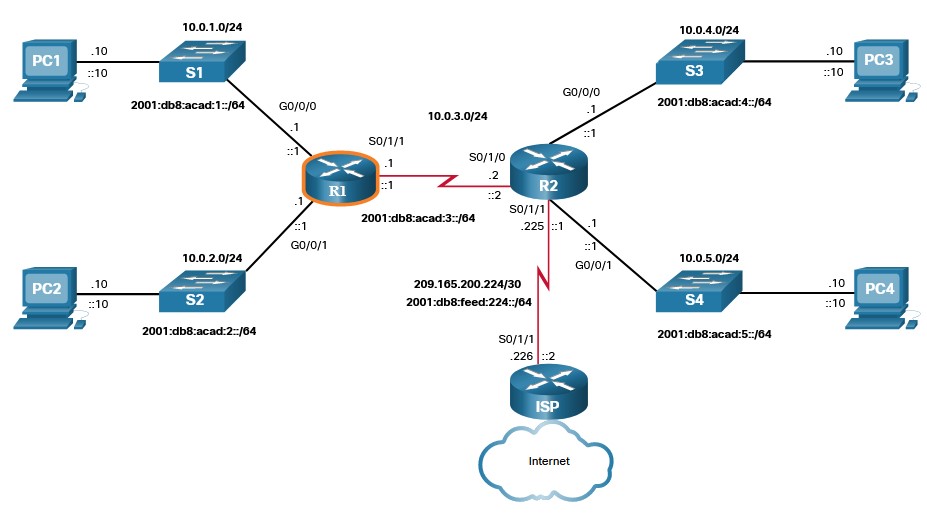 10.0.1.0/24
PC1
.10
::10
S1
2001:db8:acad:1::/64
G0/0/0
.1
::1
10.0.4.0/24
S3
.10
::10
PC3
2001:db8:acad:4::/64
G0/0/0
.1
::1
10.0.3.0/24
S0/1/1
.1
::1
R1
S0/1/0
.2
::2
R2
2001:db8:acad:3::/64
.1
::1
G0/0/1
S0/1/1
.225 ::1
.1
::1
G0/0/1
10.0.2.0/24
PC2
.10
::10
S2
2001:db8:acad:2::/64
209.165.200.224/30
2001:db8:feed:224::/64
10.0.5.0/24
S4
.10
::10
PC4
2001:db8:acad:5::/64
S0/1/1
.226 ::2
ISP
Internet